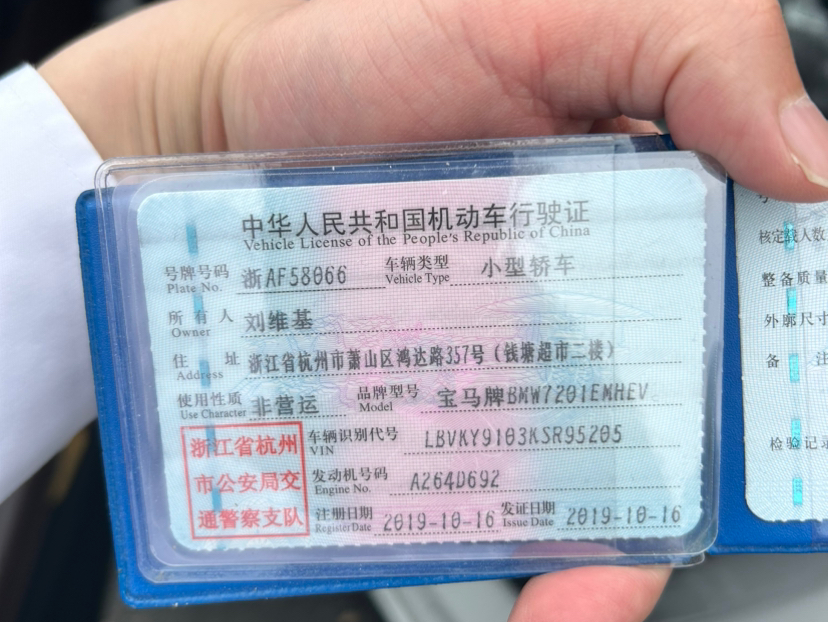 中华人民共和国机动车行驶证
Vehicle License of the People's Republic of China
号牌号码 浙AF58066 车辆类型 小型轿车
Plate No. Vehicle Type
所有人 刘维基
Owner
住址 浙江省杭州市萧山区鸿达路357号（钱塘超市二楼）
Address
使用性质 非营运 品牌型号 宝马牌BMW7201EMHEV
Use Character Model
浙江省杭州
市公安局交
通警察支队
车辆识别代号 LBVKY9103KSR95205
VIN
发动机号码 A264D692
Engine No.
注册日期 2019-10-16 发证日期 2019-10-16
Register Date Issue Date
核定载人数
整备质量
外廓尺寸
备注
检验记录